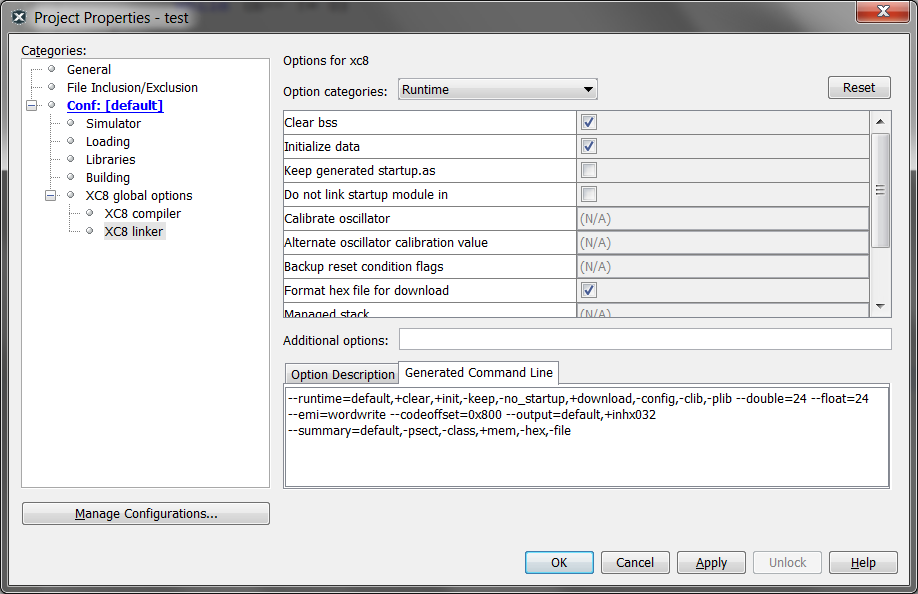 Project Properties - test
Categories:
General
File Inclusion/Exclusion
Conf: [default]
Simulator
Loading
Libraries
Building
XC8 global options
XC8 compiler
XC8 linker
Manage Configurations...
Options for xc8
Option categories: Runtime Reset
Clear bss
Initialize data
Keep generated startup.as
Do not link startup module in
Calibrate oscillator (N/A)
Alternate oscillator calibration value (N/A)
Backup reset condition flags (N/A)
Format hex file for download
Managed stack (N/A)
Additional options:
Option Description Generated Command Line
--runtime=default,+clear,+init,-keep,-no_startup,+download,-config,-clib,-plib --double=24 --float=24
--emi=wordwrite --codeoffset=0x800 --output=default,+inhx032
--summary=default,-psect,-class,+mem,-hex,-file
OK Cancel Apply Unlock Help